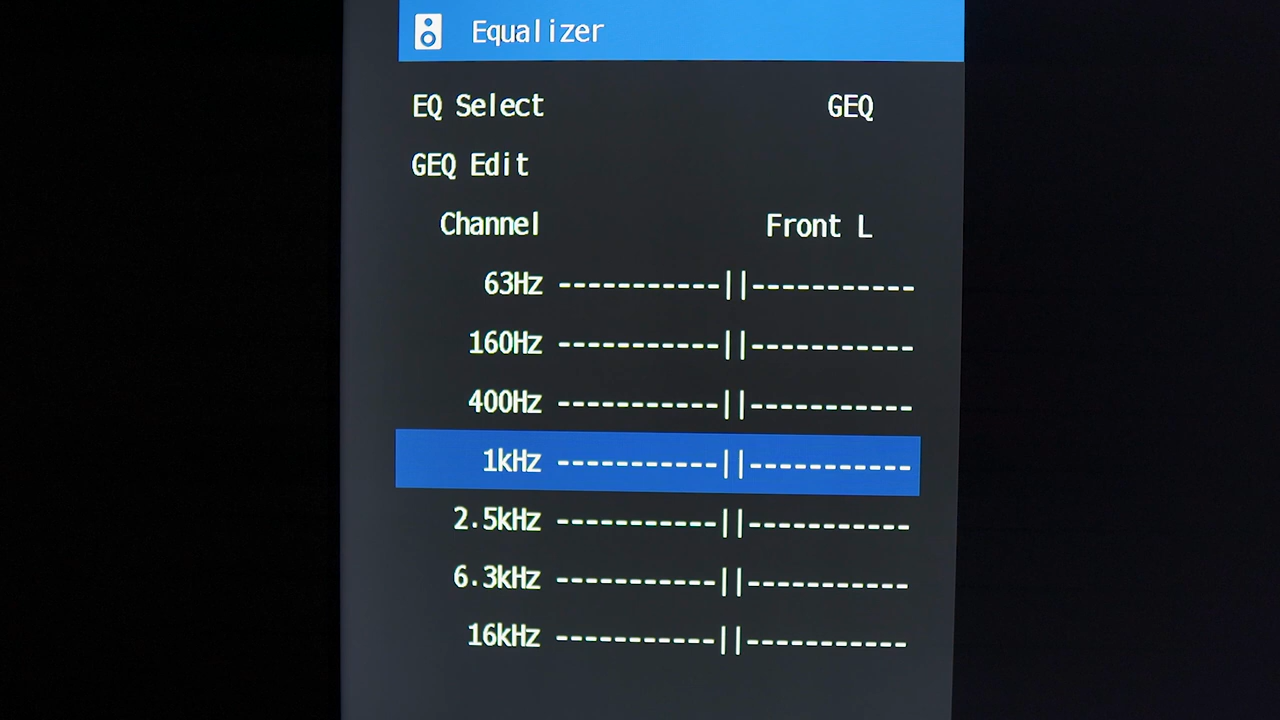 Equalizer
EQ Select GEQ
GEQ Edit
Channel Front L
63Hz -----------||-----------
160Hz -----------||-----------
400Hz -----------||-----------
1kHz -----------||-----------
2.5kHz -----------||-----------
6.3kHz -----------||-----------
16kHz -----------||-----------